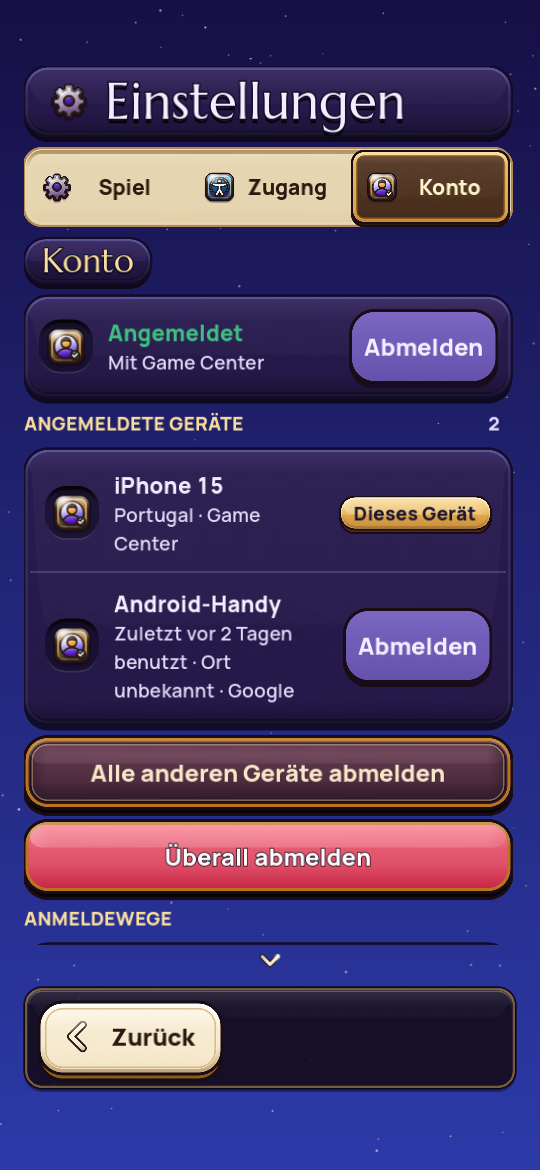 Einstellungen
Spiel
Zugang
Konto
Konto
Angemeldet
Mit Game Center
Abmelden
ANGEMELDETE GERÄTE
2
iPhone 15
Portugal · Game
Center
Dieses Gerät
Android-Handy
Zuletzt vor 2 Tagen
benutzt · Ort
unbekannt · Google
Abmelden
Alle anderen Geräte abmelden
Überall abmelden
ANMELDEWEGE
Zurück